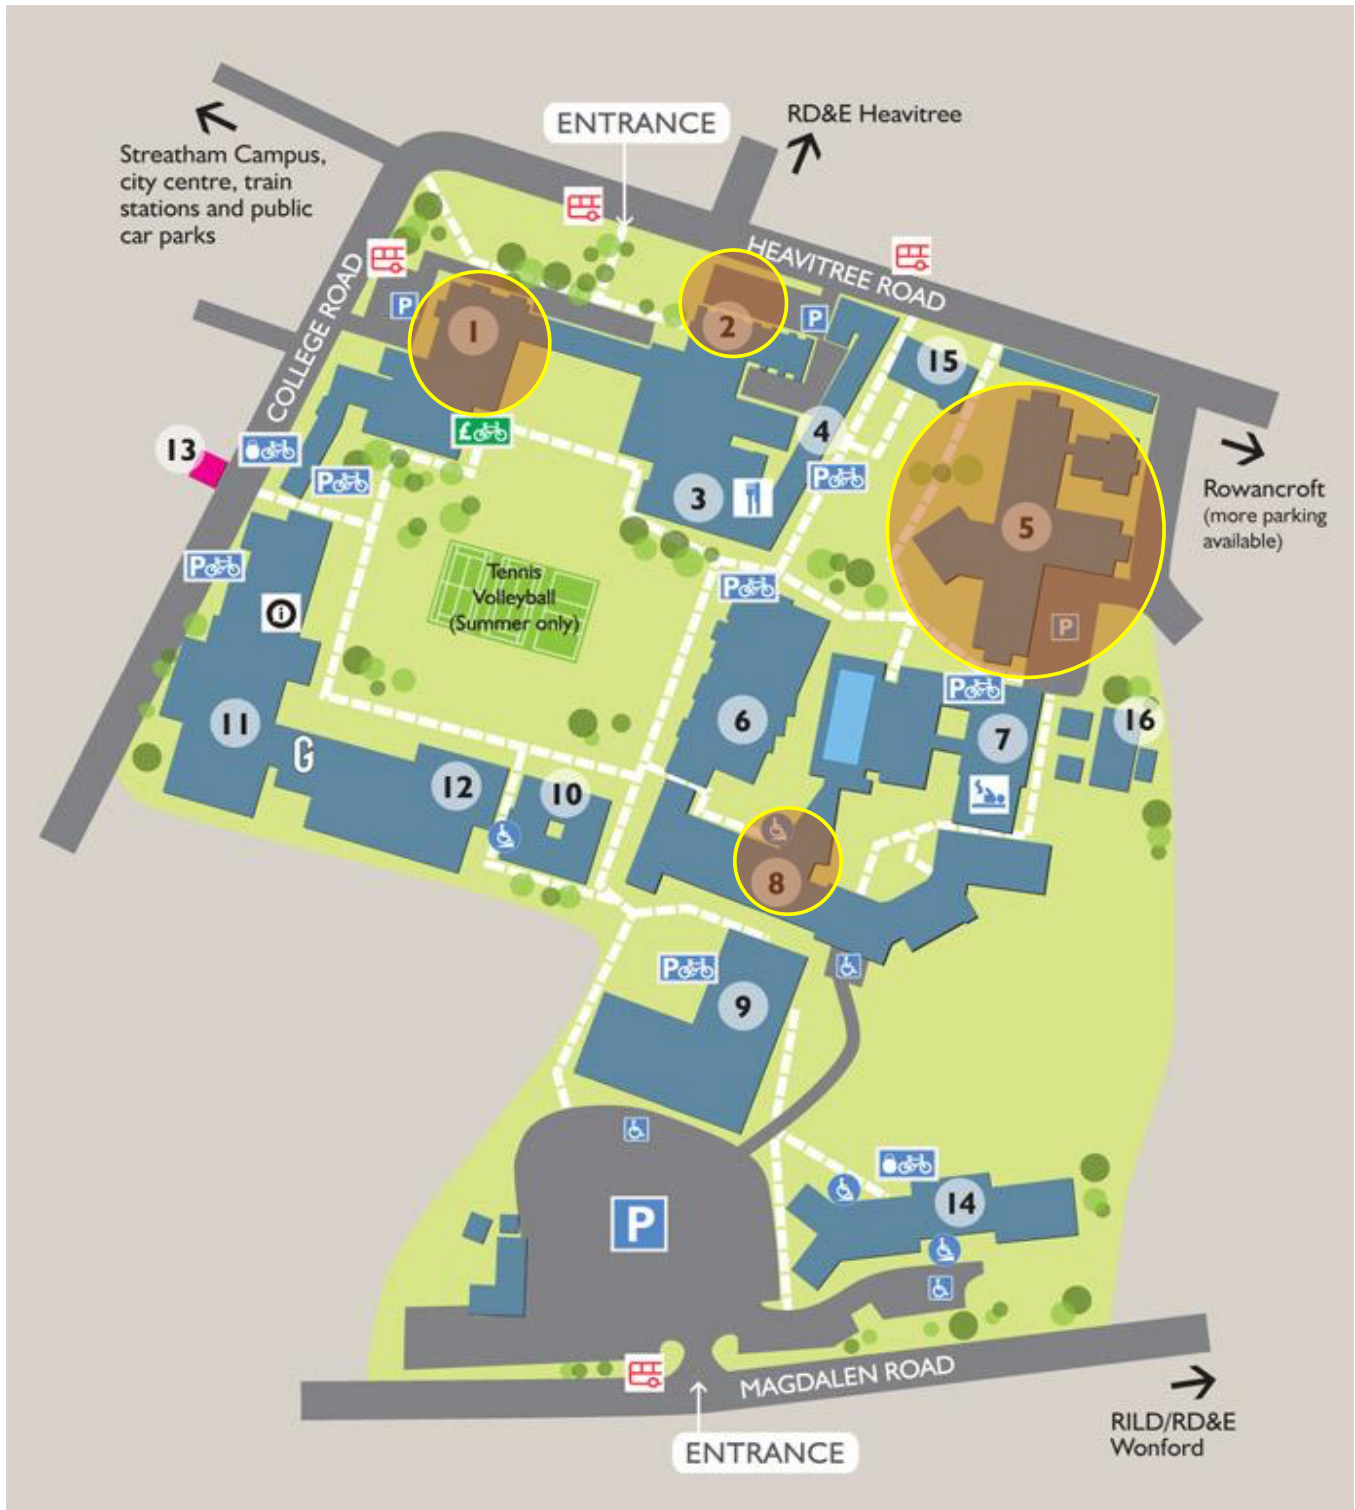 ENTRANCE
RD&E Heavitree
Streatham Campus,
city centre, train
stations and public
car parks
HEAVITREE ROAD
COLLEGE ROAD
P
1
2
P
15
£
13
4
P
P
3
5
Rowancroft
(more parking
available)
P
Tennis
Volleyball
(Summer only)
P
i
P
P
6
7
16
11
G
12
10
8
P
9
P
14
MAGDALEN ROAD
ENTRANCE
RILD/RD&E
Wonford